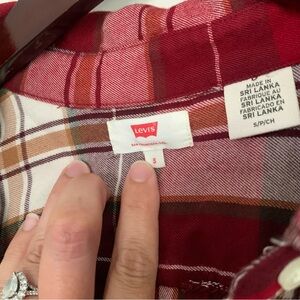 LEVI'S
S
MADE IN
SRI LANKA
FABRIQUÉ AU
SRI LANKA
FABRICADO EN
SRI LANKA
S/P/CH